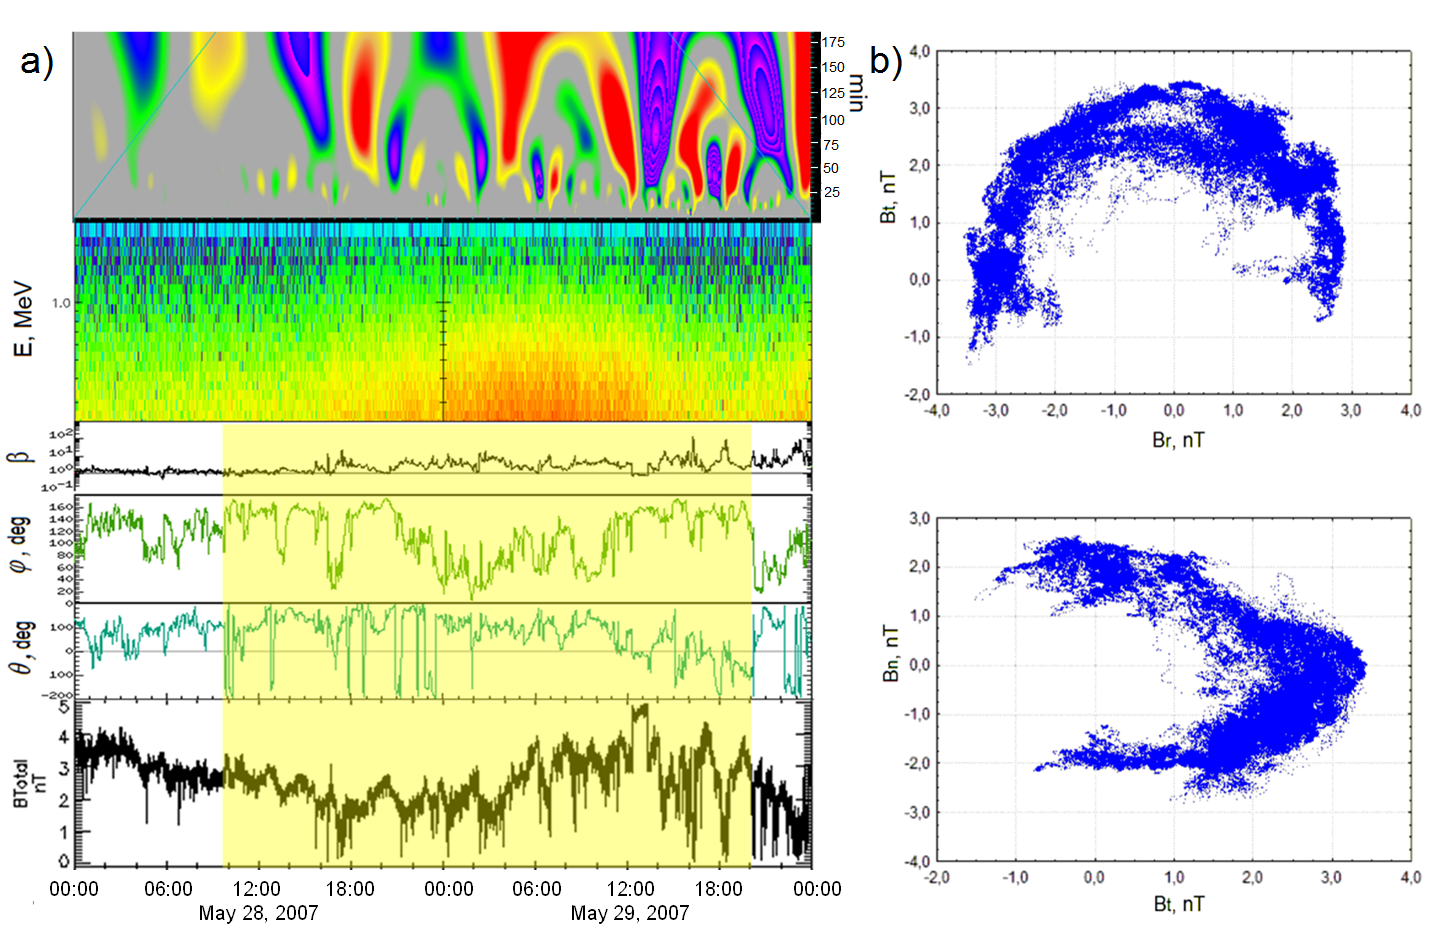 a)
175
150
125
100
75
50
25
min
E, MeV
1.0
β
10²
10¹
10⁰
10⁻¹
φ, deg
160
140
120
100
80
60
40
20
0
θ, deg
100
0
100
-200
BTotal
nT
5
4
3
2
1
0
00:00 06:00 12:00 18:00 00:00 06:00 12:00 18:00 00:00
May 28, 2007 May 29, 2007
b)
4,0
3,0
2,0
1,0
0,0
-1,0
-2,0
Bt, nT
-4,0 -3,0 -2,0 -1,0 0,0 1,0 2,0 3,0 4,0
Br, nT
3,0
2,0
1,0
0,0
-1,0
-2,0
-3,0
-4,0
Bn, nT
-2,0 -1,0 0,0 1,0 2,0 3,0 4,0
Bt, nT